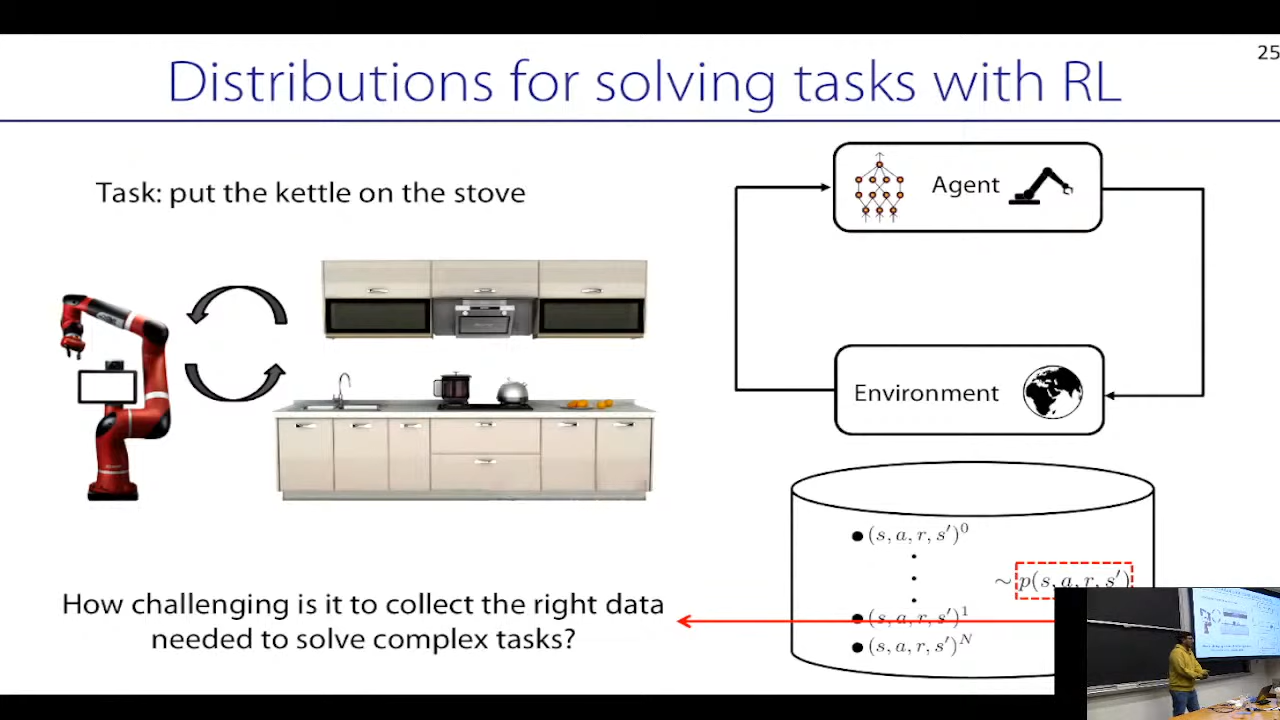 25
Distributions for solving tasks with RL
Task: put the kettle on the stove
Agent
Environment
(s, a, r, s′)⁰
∼ p(s, a, r, s′)
(s, a, r, s′)¹
(s, a, r, s′)ᴺ
How challenging is it to collect the right data
needed to solve complex tasks?